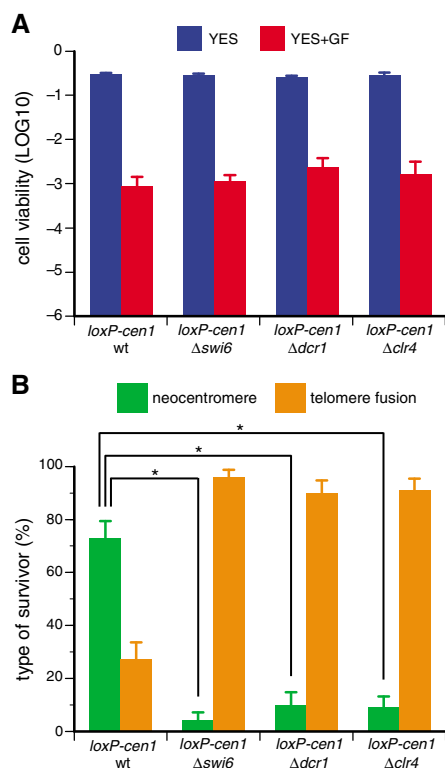 A
YES YES+GF
cell viability (LOG10)
–0
–1
–2
–3
–4
–5
–6
loxP-cen1 loxP-cen1 loxP-cen1 loxP-cen1
wt Δswi6 Δdcr1 Δclr4
B
neocentromere telomere fusion
type of survivor (%)
*
*
*
100
80
60
40
20
0
loxP-cen1 loxP-cen1 loxP-cen1 loxP-cen1
wt Δswi6 Δdcr1 Δclr4